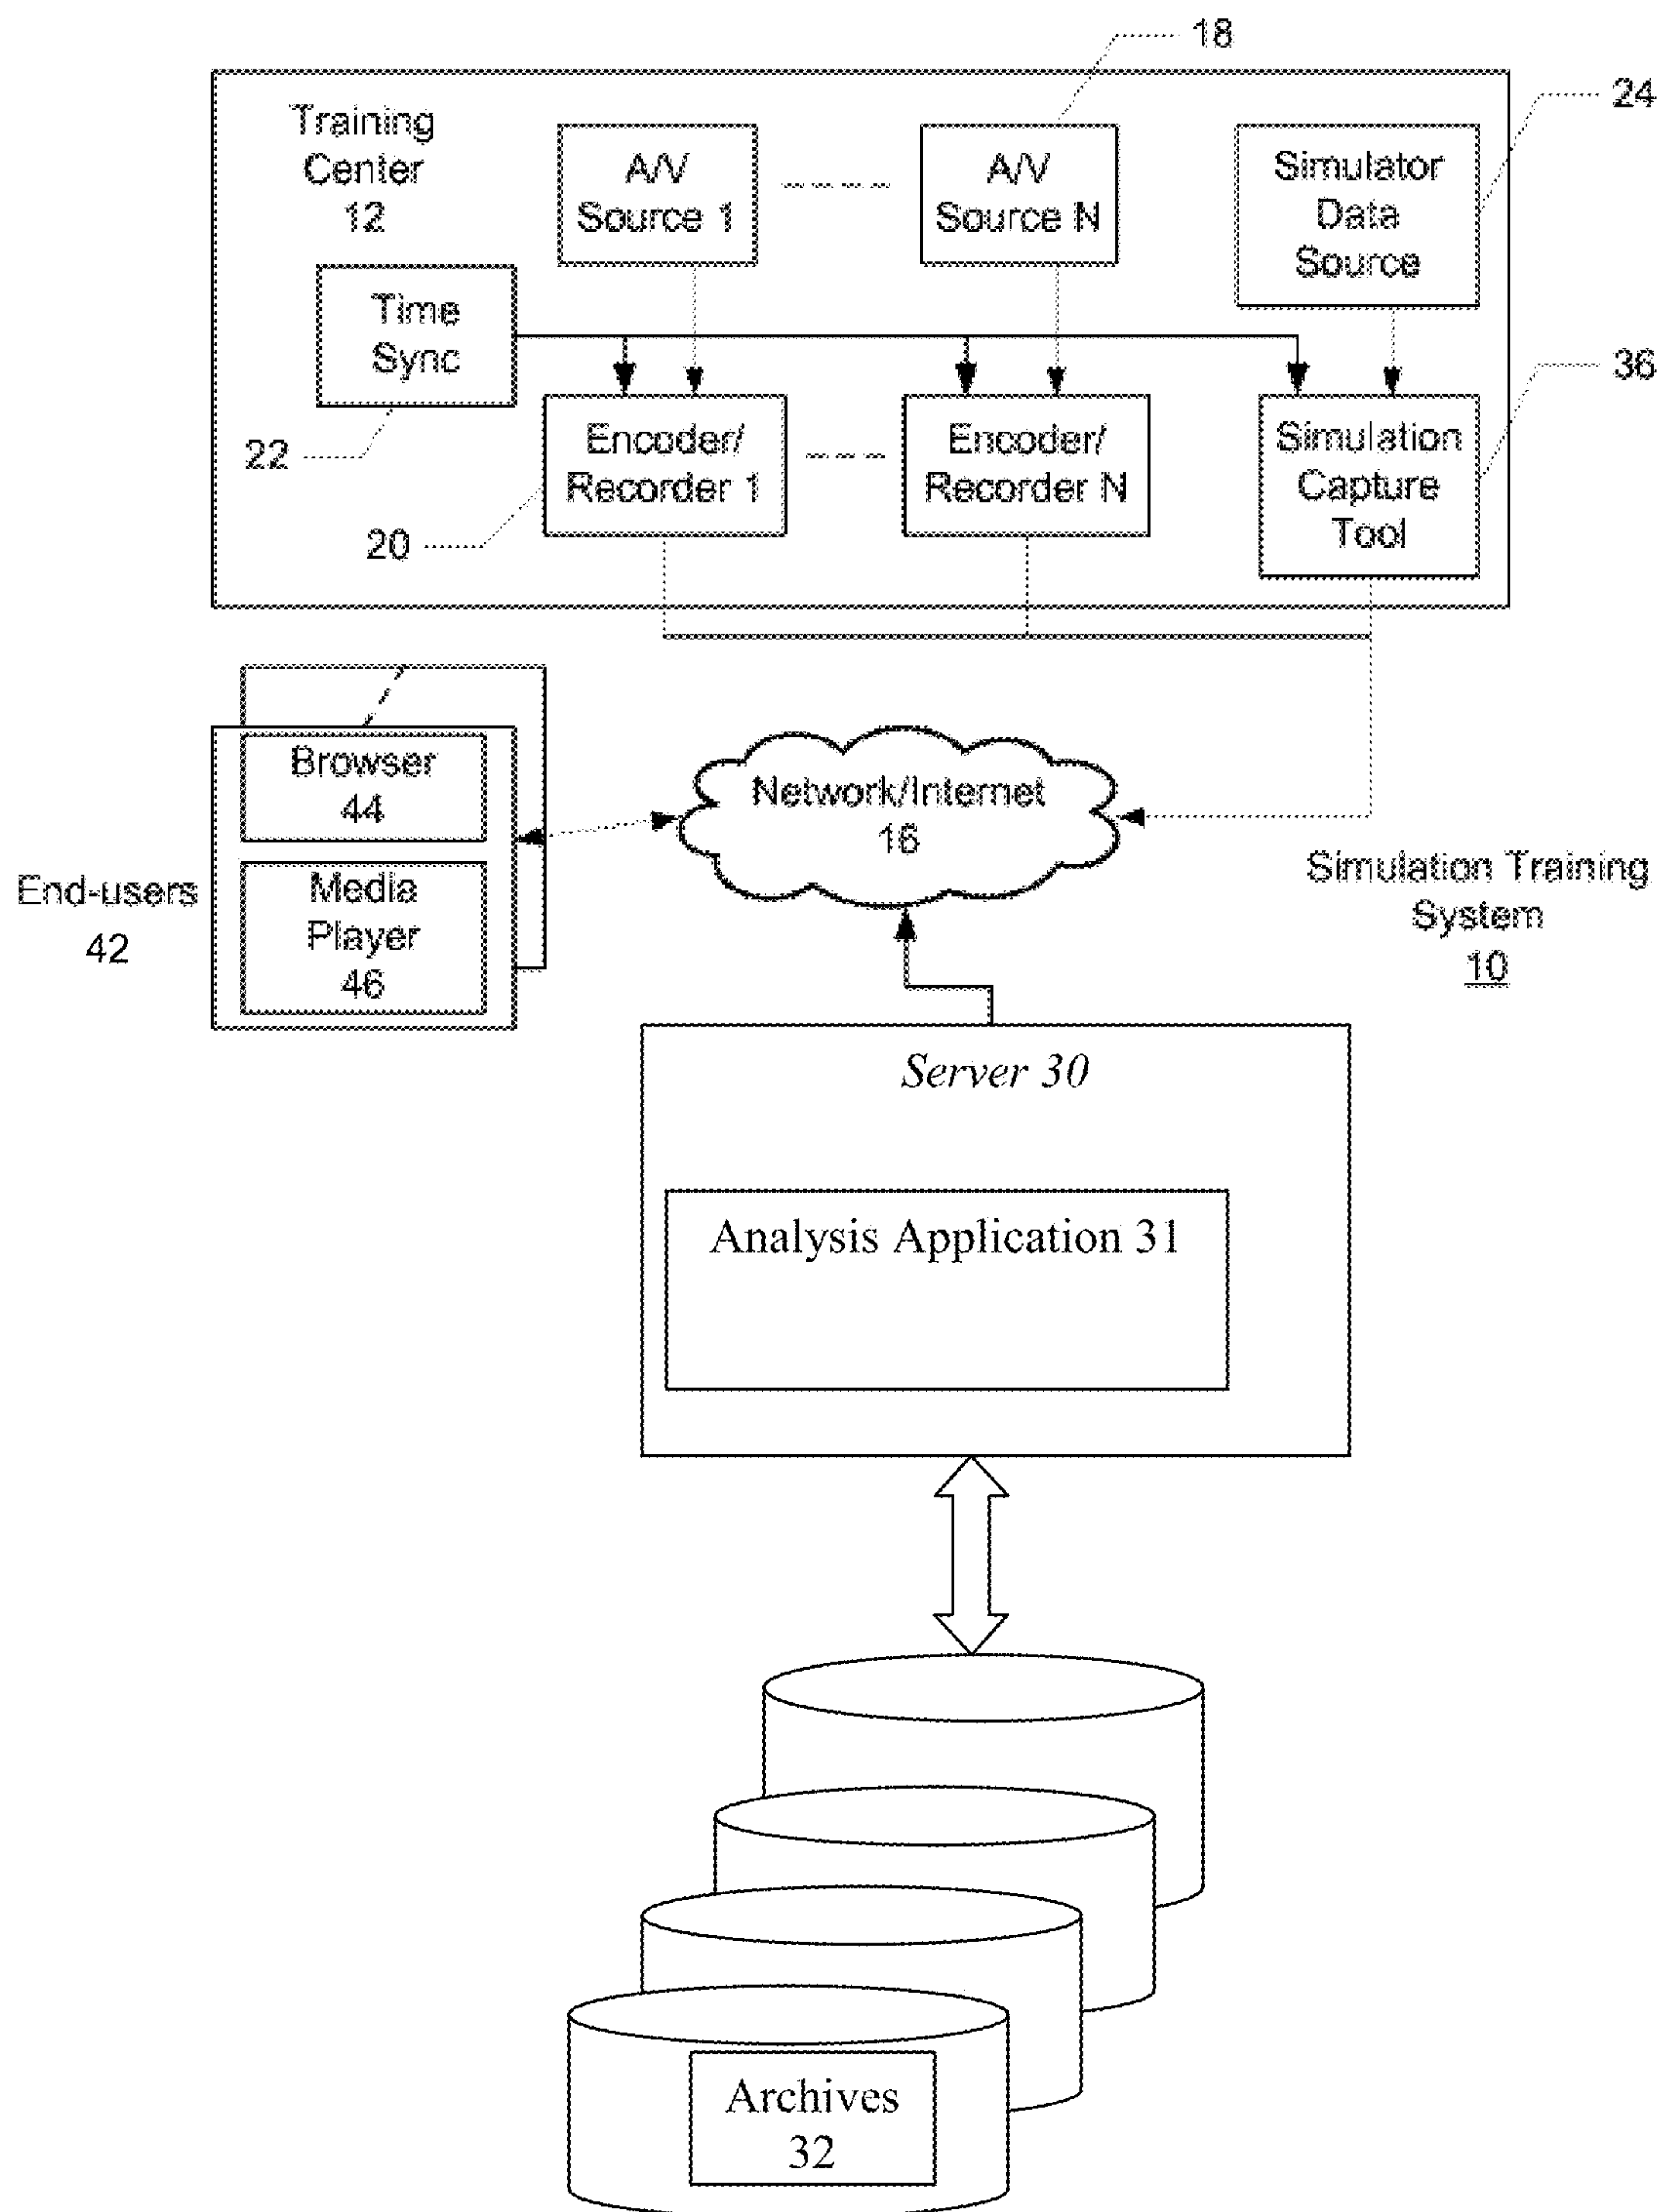 18
24
Training
Center
12
A/V
Source 1
A/V
Source N
Simulator
Data
Source
Time
Sync
36
22
Encoder/
Recorder 1
Encoder/
Recorder N
Simulation
Capture
Tool
20
Browser
44
Network/Internet
16
End-users
42
Media
Player
46
Simulation Training
System
10
Server 30
Analysis Application 31
Archives
32